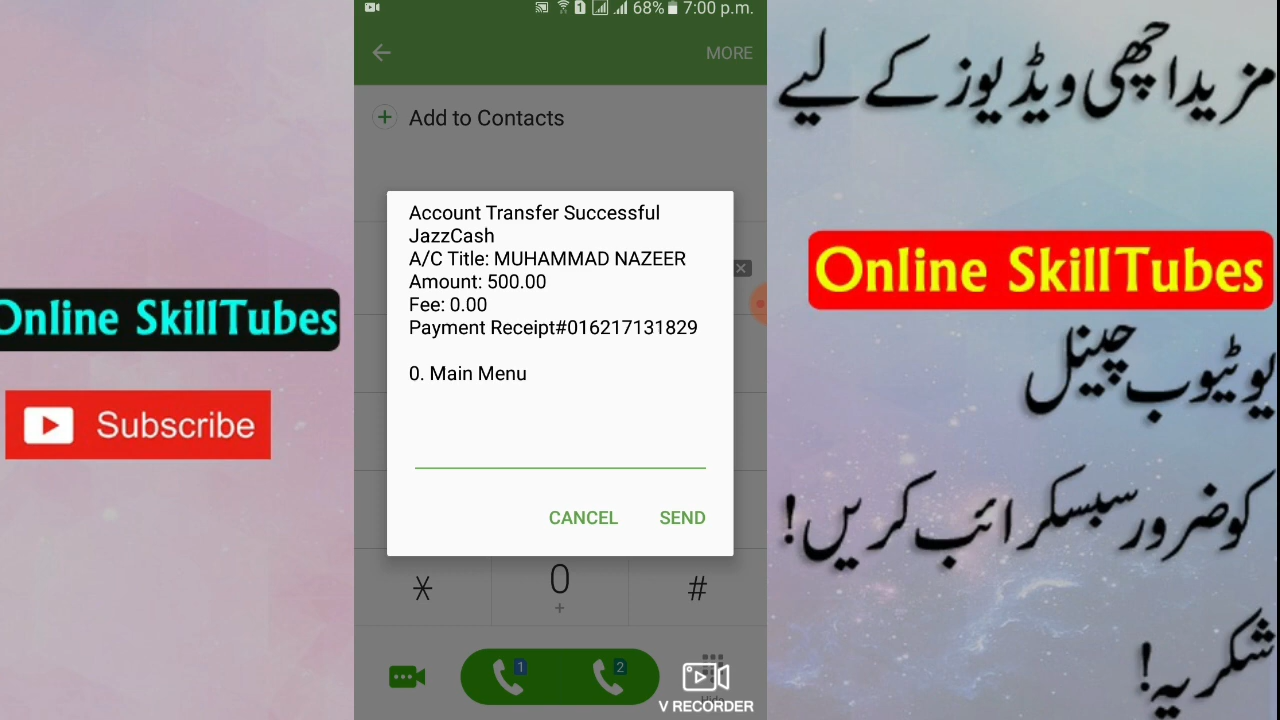 Online SkillTubes
Subscribe
1 68% 7:00 p.m.
MORE
Add to Contacts
Account Transfer Successful
JazzCash
A/C Title: MUHAMMAD NAZEER
Amount: 500.00
Fee: 0.00
Payment Receipt#016217131829
0. Main Menu
CANCEL SEND
0 #
+
1 2
Hide
V RECORDER
مزید اچھی ویڈیوز کے لیے
Online SkillTubes
یوٹیوب چینل
کو ضرور سبسکرائب کریں!
شکریہ!